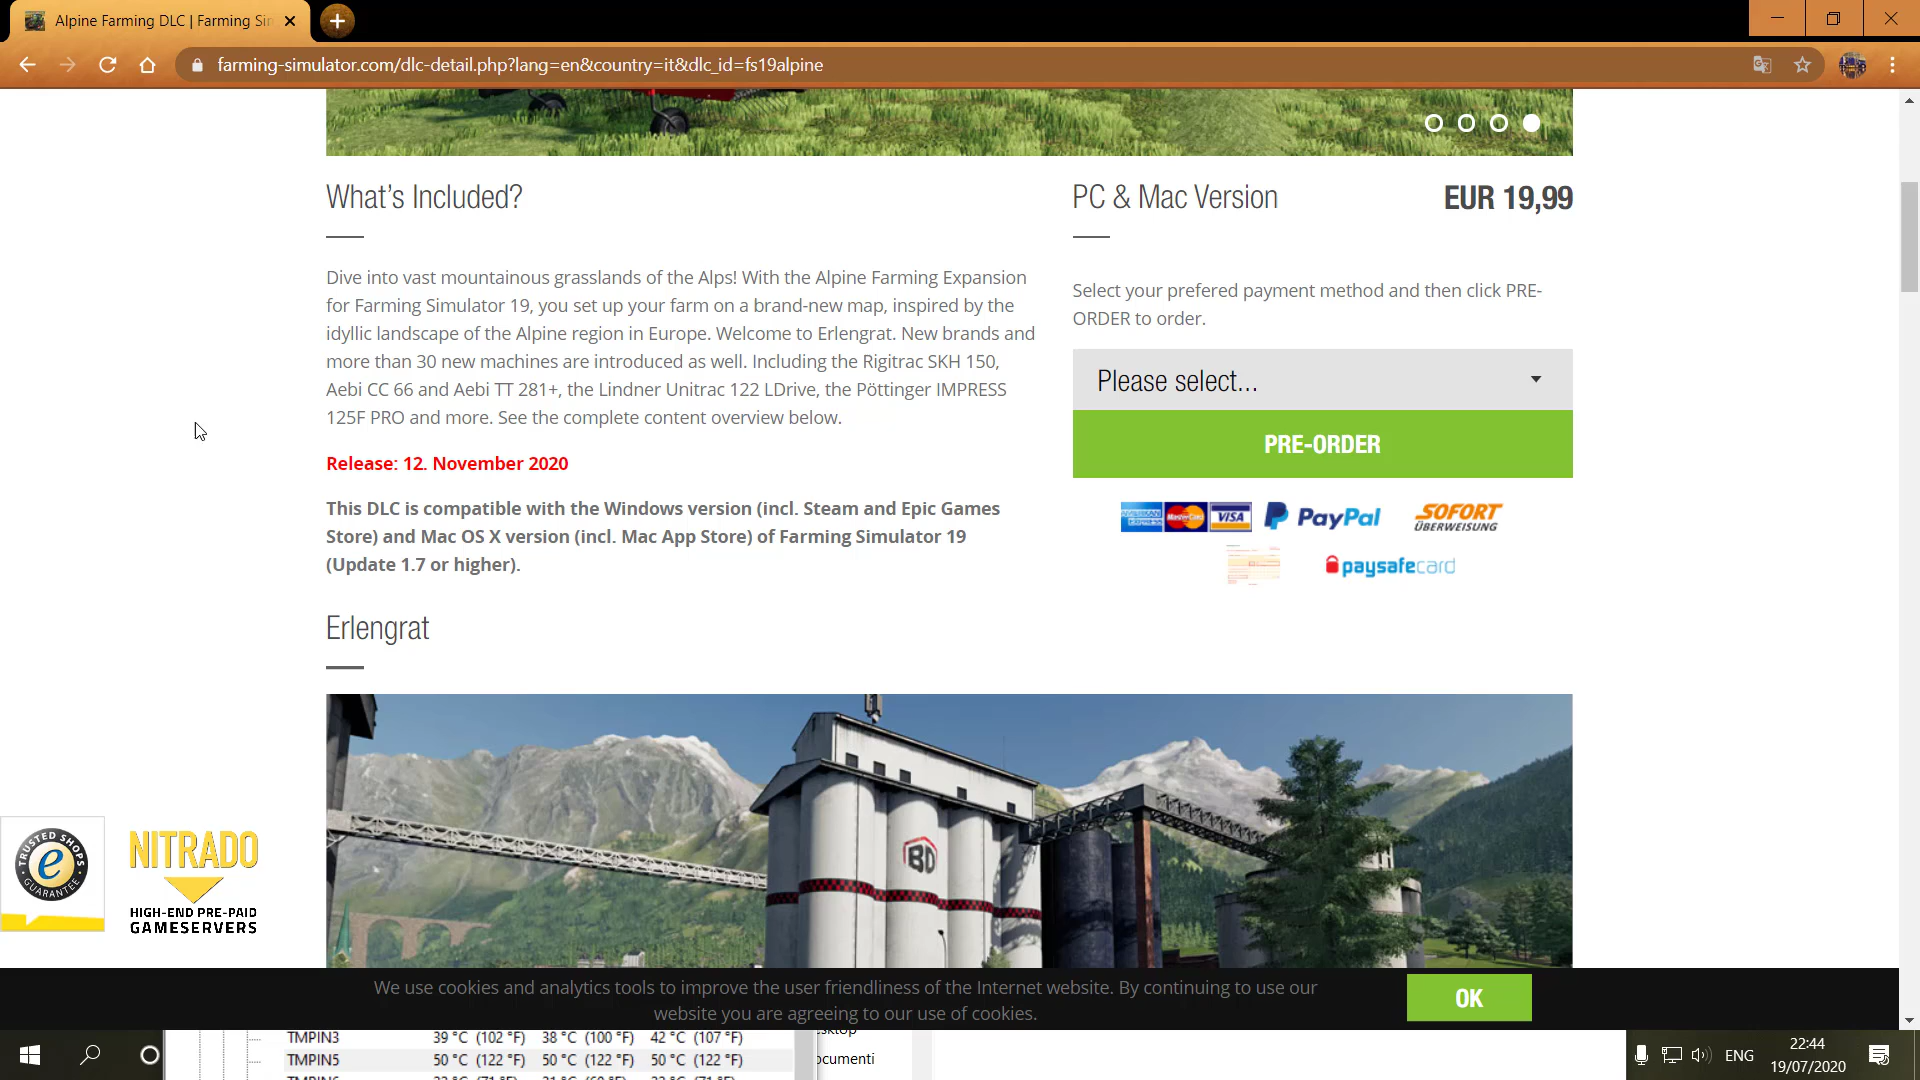 Alpine Farming DLC | Farming Sim
farming-simulator.com/dlc-detail.php?lang=en&country=it&dlc_id=fs19alpine
What's Included?
Dive into vast mountainous grasslands of the Alps! With the Alpine Farming Expansion
for Farming Simulator 19, you set up your farm on a brand-new map, inspired by the
idyllic landscape of the Alpine region in Europe. Welcome to Erlengrat. New brands and
more than 30 new machines are introduced as well. Including the Rigitrac SKH 150,
Aebi CC 66 and Aebi TT 281+, the Lindner Unitrac 122 LDrive, the Pöttinger IMPRESS
125F PRO and more. See the complete content overview below.
Release: 12. November 2020
This DLC is compatible with the Windows version (incl. Steam and Epic Games
Store) and Mac OS X version (incl. Mac App Store) of Farming Simulator 19
(Update 1.7 or higher).
PC & Mac Version
EUR 19,99
Select your prefered payment method and then click PRE-
ORDER to order.
Please select...
PRE-ORDER
AMERICAN EXPRESS MasterCard VISA PayPal SOFORT
ÜBERWEISUNG
paysafecard
Erlengrat
BD
TRUSTED SHOPS
e
GUARANTEE
NITRADO
HIGH-END PRE-PAID
GAMESERVERS
We use cookies and analytics tools to improve the user friendliness of the Internet website. By continuing to use our
website you are agreeing to our use of cookies.
OK
TMPIN3 39 °C (102 °F) 38 °C (100 °F) 42 °C (107 °F)
TMPIN5 50 °C (122 °F) 50 °C (122 °F) 50 °C (122 °F)
ocumenti
ENG
22:44
19/07/2020